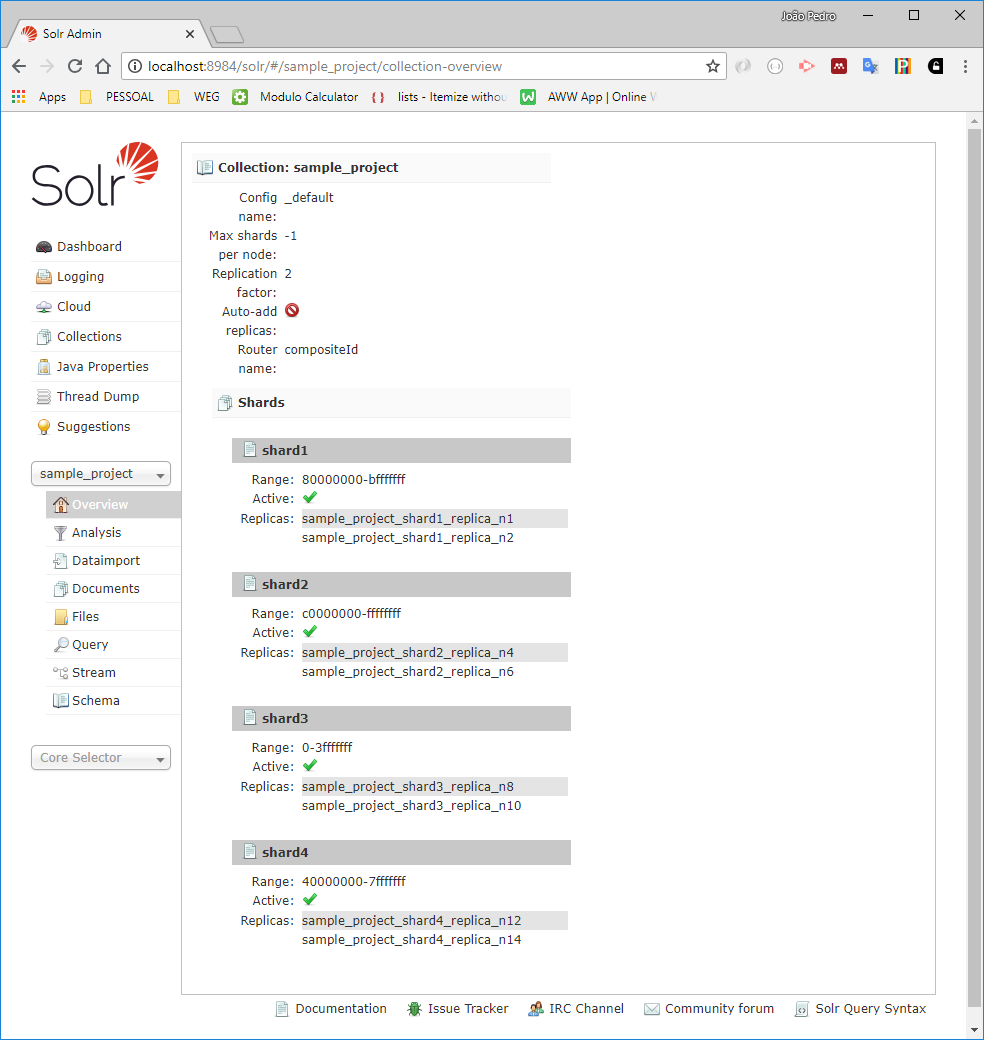 João Pedro
Solr Admin
localhost:8984/solr/#/sample_project/collection-overview
Apps PESSOAL WEG Modulo Calculator lists - Itemize withou AWW App | Online
Solr
Dashboard
Logging
Cloud
Collections
Java Properties
Thread Dump
Suggestions
sample_project
Overview
Analysis
Dataimport
Documents
Files
Query
Stream
Schema
Core Selector
Collection: sample_project
Config _default
name:
Max shards -1
per node:
Replication 2
factor:
Auto-add
replicas:
Router compositeId
name:
Shards
shard1
Range: 80000000-bfffffff
Active:
Replicas: sample_project_shard1_replica_n1
sample_project_shard1_replica_n2
shard2
Range: c0000000-ffffffff
Active:
Replicas: sample_project_shard2_replica_n4
sample_project_shard2_replica_n6
shard3
Range: 0-3fffffff
Active:
Replicas: sample_project_shard3_replica_n8
sample_project_shard3_replica_n10
shard4
Range: 40000000-7fffffff
Active:
Replicas: sample_project_shard4_replica_n12
sample_project_shard4_replica_n14
Documentation Issue Tracker IRC Channel Community forum Solr Query Syntax